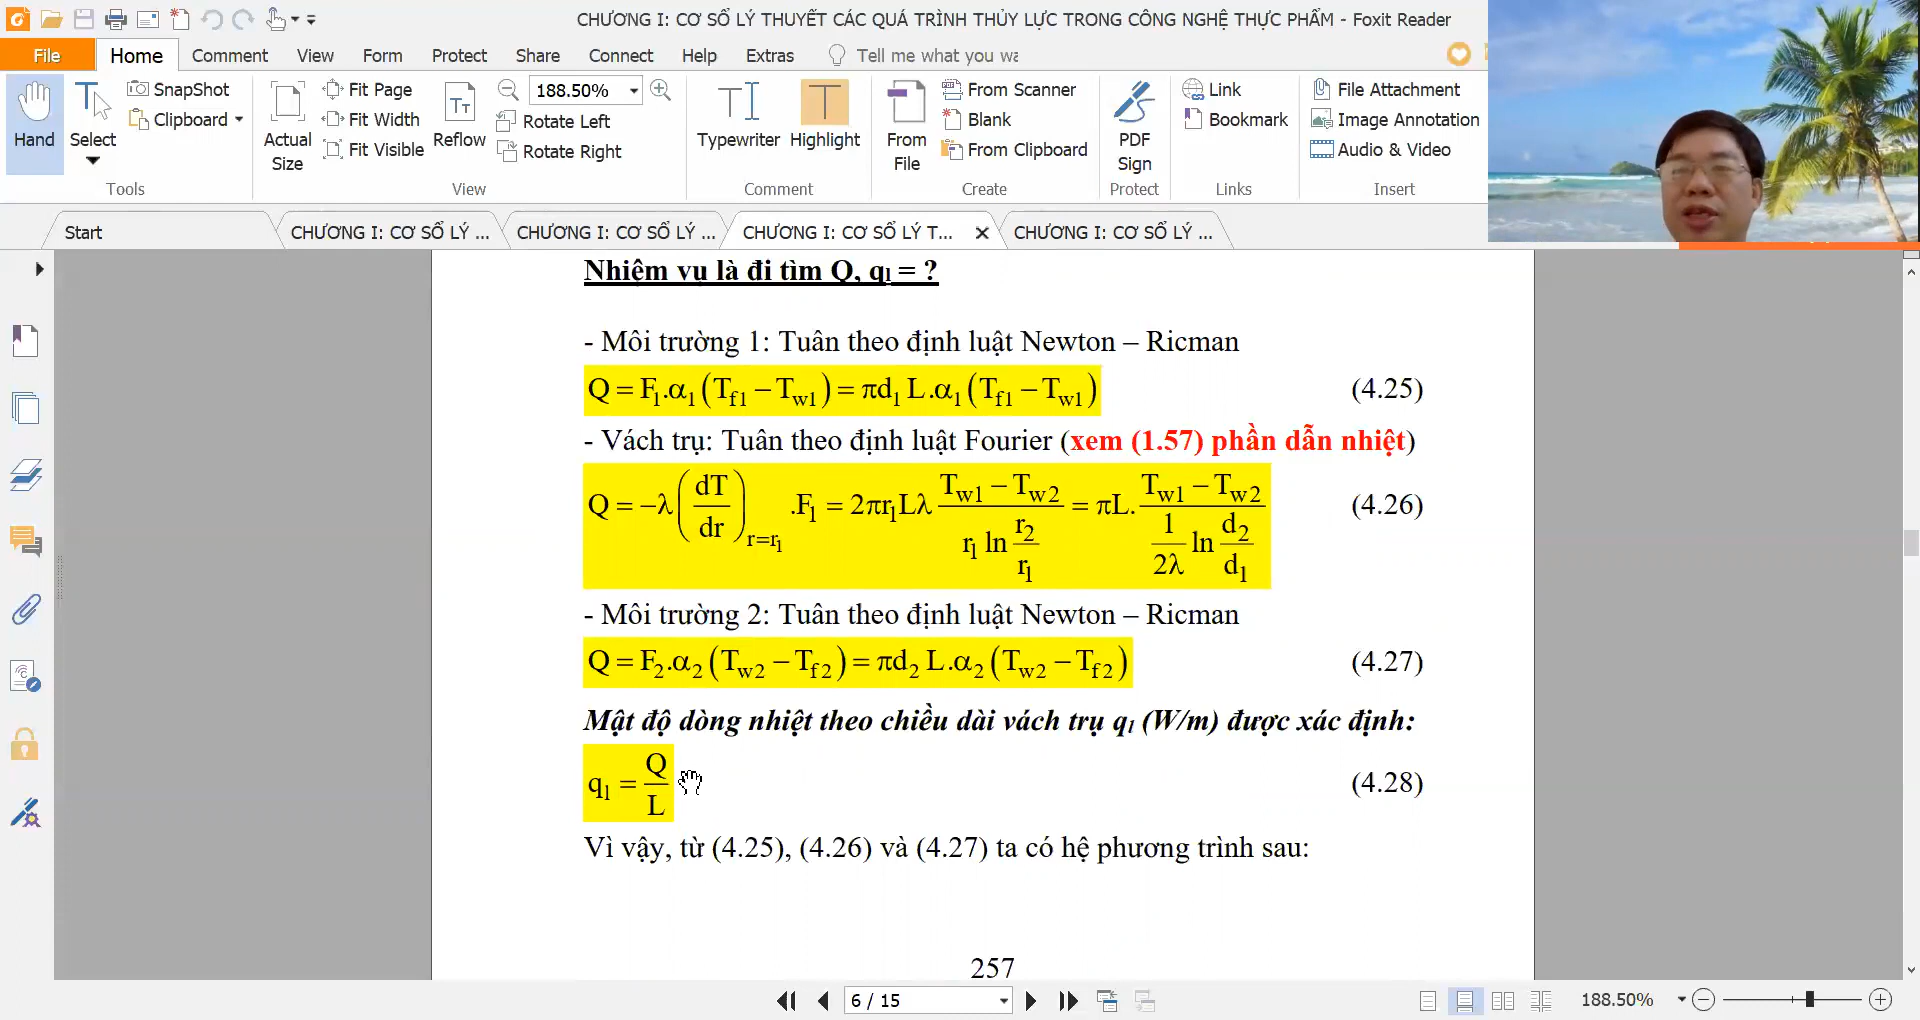 CHƯƠNG I: CƠ SỞ LÝ THUYẾT CÁC QUÁ TRÌNH THỦY LỰC TRONG CÔNG NGHỆ THỰC PHẨM - Foxit Reader
File Home Comment View Form Protect Share Connect Help Extras Tell me what you wa
Hand Select SnapShot Clipboard
Tools
Actual Size Fit Page Fit Width Fit Visible Reflow 188.50% Rotate Left Rotate Right
View
Typewriter Highlight
Comment
From File From Scanner Blank From Clipboard
Create
PDF Sign
Protect
Link Bookmark
Links
File Attachment Image Annotation Audio & Video
Insert
Start CHƯƠNG I: CƠ SỞ LÝ ... CHƯƠNG I: CƠ SỞ LÝ ... CHƯƠNG I: CƠ SỞ LÝ T... CHƯƠNG I: CƠ SỞ LÝ ...
Nhiệm vụ là đi tìm Q, ql = ?
- Môi trường 1: Tuân theo định luật Newton – Ricman
Q = F1.α1(Tf1 − Tw1) = πd1 L.α1(Tf1 − Tw1) (4.25)
- Vách trụ: Tuân theo định luật Fourier (xem (1.57) phần dẫn nhiệt)
Q = −λ(dT/dr)r=r1 .F1 = 2πr1Lλ (Tw1 − Tw2)/(r1 ln r2/r1) = πL.(Tw1 − Tw2)/(1/2λ ln d2/d1) (4.26)
- Môi trường 2: Tuân theo định luật Newton – Ricman
Q = F2.α2(Tw2 − Tf2) = πd2 L.α2(Tw2 − Tf2) (4.27)
Mật độ dòng nhiệt theo chiều dài vách trụ ql (W/m) được xác định:
ql = Q/L (4.28)
Vì vậy, từ (4.25), (4.26) và (4.27) ta có hệ phương trình sau:
257
6 / 15 188.50%